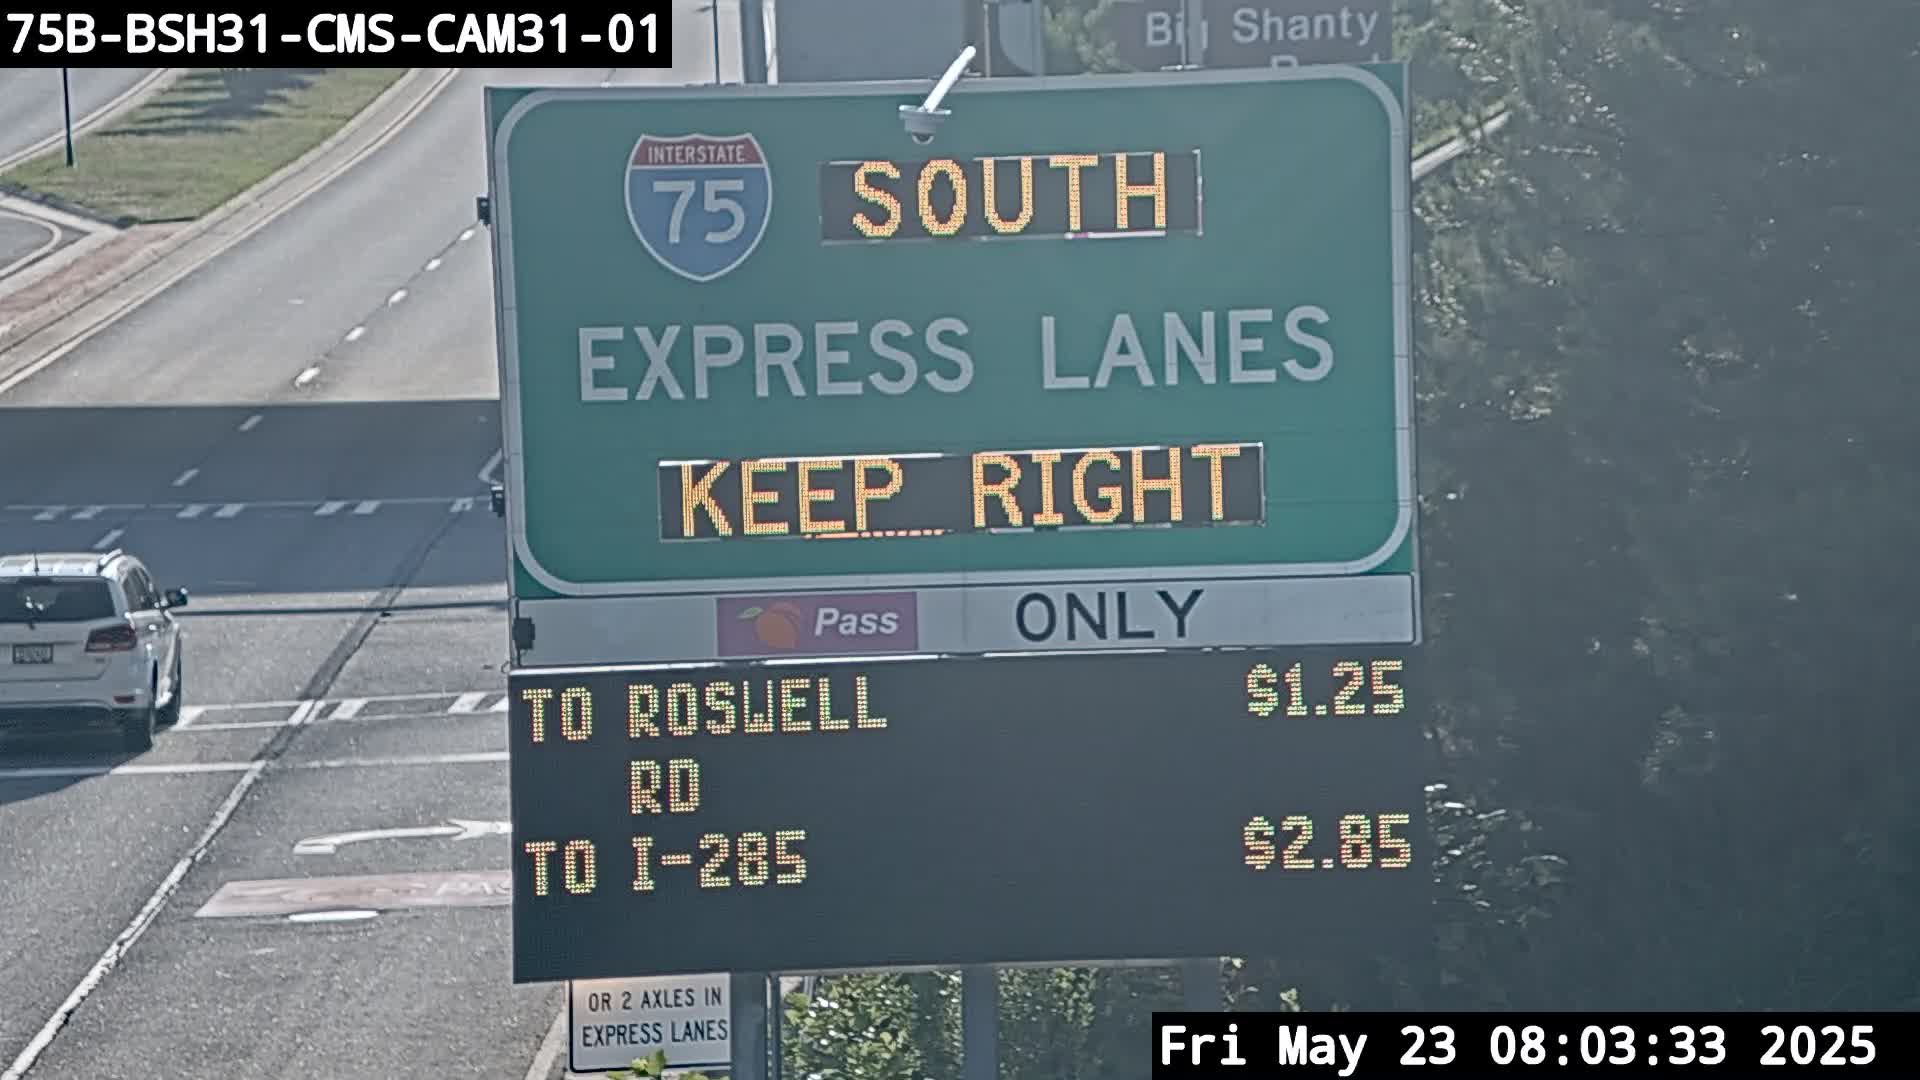 75B-BSH31-CMS-CAM31-01
Big Shanty
INTERSTATE
75
SOUTH
EXPRESS LANES
KEEP RIGHT
Pass ONLY
TO ROSWELL $1.25
RD
TO I-285 $2.85
OR 2 AXLES IN
EXPRESS LANES
Fri May 23 08:03:33 2025